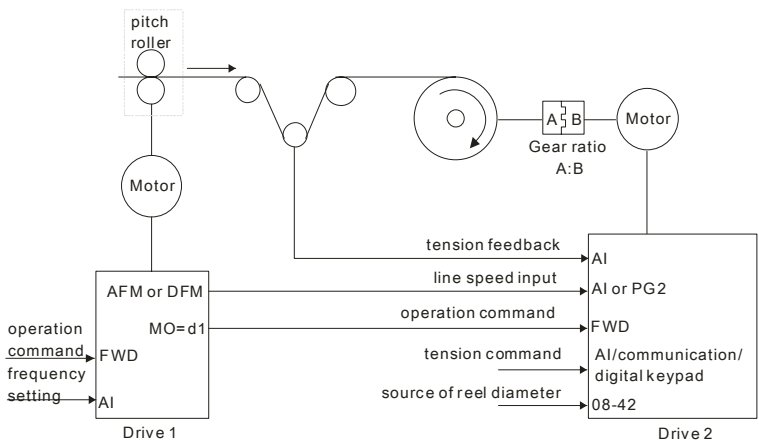 pitch
roller
A B
Motor
Gear ratio
A:B
Motor
tension feedback
AI
AFM or DFM
line speed input
AI or PG2
operation command
MO=d1
FWD
operation
command
FWD
tension command
AI/communication/
digital keypad
frequency
setting
AI
source of reel diameter
08-42
Drive 1
Drive 2